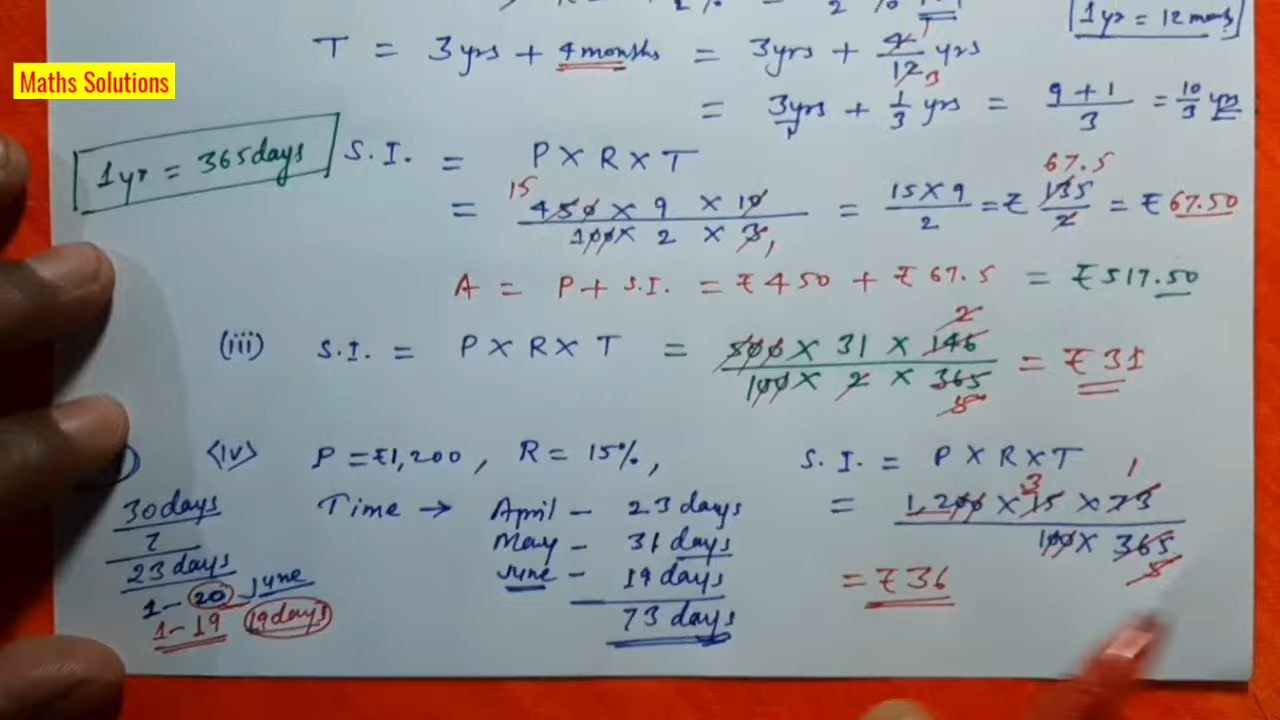 1 yr = 12 months
T = 3 yrs + 4 months = 3 yrs + 4/12 yrs
Maths Solutions
= 3 yrs + 1/3 yrs = 9 + 1 / 3 = 10/3 yrs
1 yr = 365 days
S.I. = P X R X T
= 450 X 9 X 10 / 100 X 2 X 3 = 15 X 9 / 2 = ₹ 135/2 = ₹ 67.50
A = P + S.I. = ₹ 450 + ₹ 67.5 = ₹ 517.50
(iii) S.I. = P X R X T = 500 X 31 X 146 / 100 X 2 X 365 = ₹ 31
<iv> P = ₹1,200, R = 15%, S.I. = P X R X T
30 days
7
23 days
1 - 20 June
1 - 19 19 days
Time → April - 23 days
May - 31 days
June - 19 days
73 days
= 1,200 X 15 X 73 / 100 X 365
= ₹ 36